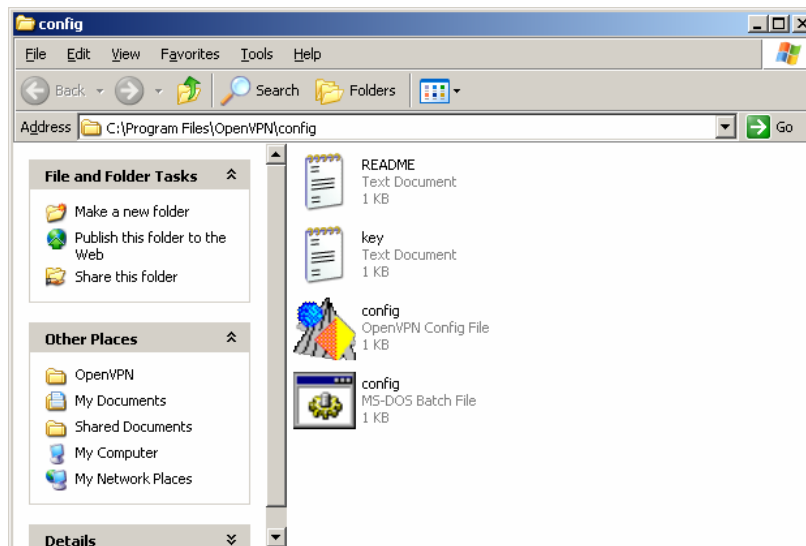 config
File Edit View Favorites Tools Help
Back Search Folders
Address C:\Program Files\OpenVPN\config Go
File and Folder Tasks
Make a new folder
Publish this folder to the
Web
Share this folder
Other Places
OpenVPN
My Documents
Shared Documents
My Computer
My Network Places
Details
README
Text Document
1 KB
key
Text Document
1 KB
config
OpenVPN Config File
1 KB
config
MS-DOS Batch File
1 KB